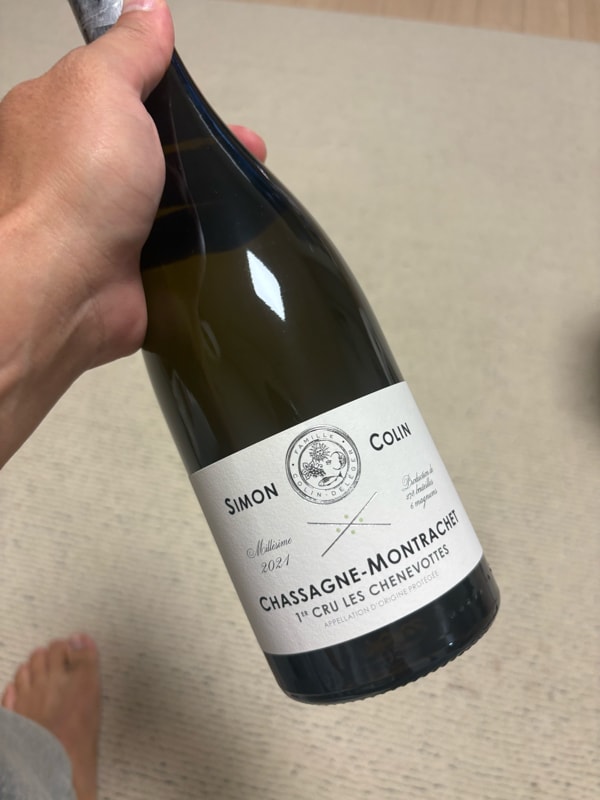 SIMON COLIN
FAMILLE
COLIN-DELEGER
Millésime
2021
Production de
bouteilles
magnums
CHASSAGNE-MONTRACHET
1ER CRU LES CHENEVOTTES
APPELLATION D'ORIGINE PROTÉGÉE